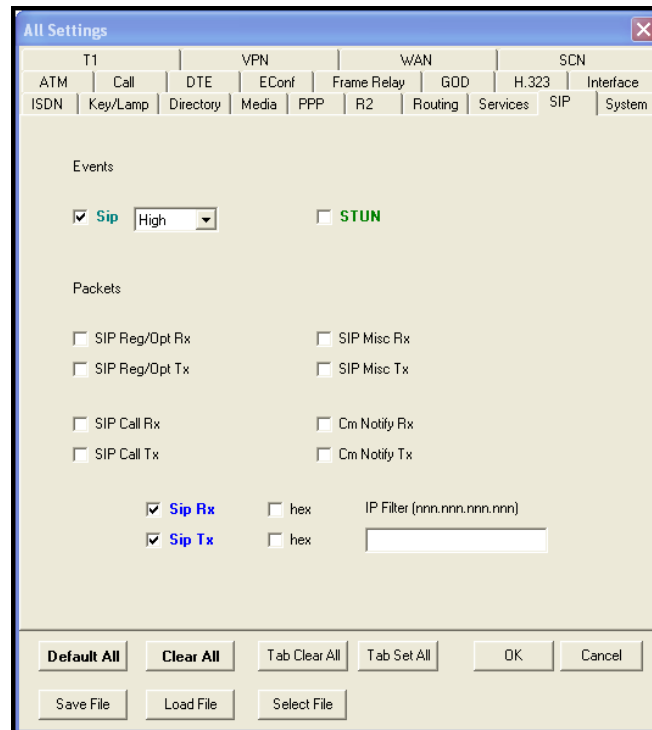 All Settings
T1 VPN WAN SCN
ATM Call DTE EConf Frame Relay GOD H.323 Interface
ISDN Key/Lamp Directory Media PPP R2 Routing Services SIP System
Events
Sip High STUN
Packets
SIP Reg/Opt Rx SIP Misc Rx
SIP Reg/Opt Tx SIP Misc Tx
SIP Call Rx Cm Notify Rx
SIP Call Tx Cm Notify Tx
Sip Rx hex IP Filter (nnn.nnn.nnn.nnn)
Sip Tx hex
Default All Clear All Tab Clear All Tab Set All OK Cancel
Save File Load File Select File